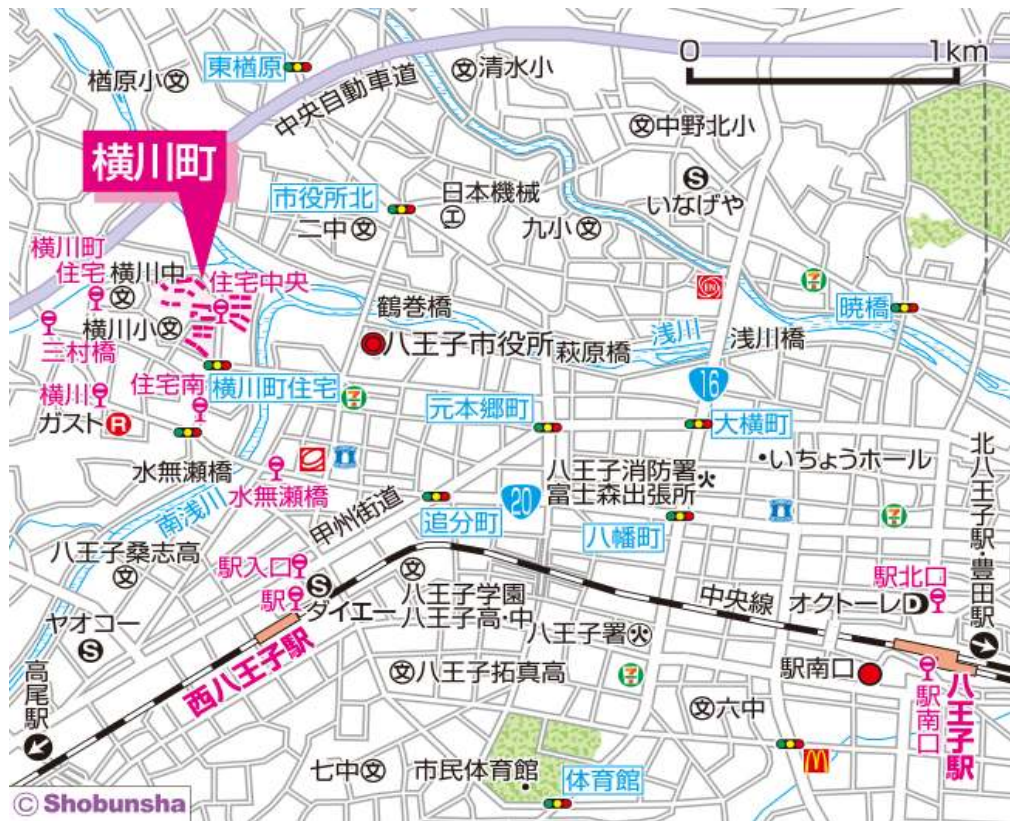 東楢原
清水小
0 1km
楢原小
中央自動車道
中野北小
横川町
日本機械
市役所北
いなげや
二中
九小
横川町
住宅
横川中
住宅中央
鶴巻橋
浅川
暁橋
横川小
三村橋
八王子市役所
萩原橋
浅川橋
住宅南
横川町住宅
16
横川
ガスト
R
元本郷町
大横町
水無瀬橋
いちょうホール
水無瀬橋
八王子消防署
富士森出張所
南浅川
甲州街道
追分町
20
八幡町
北八王子駅・豊田駅
八王子桑志高
駅入口
駅
ダイエー
八王子学園
八王子高・中
中央線
駅北口
オクトーレ
D
ヤオコー
八王子署
西八王子駅
八王子拓真高
駅南口
高尾駅
六中
駅南口
八王子駅
七中
市民体育館
体育館
© Shobunsha